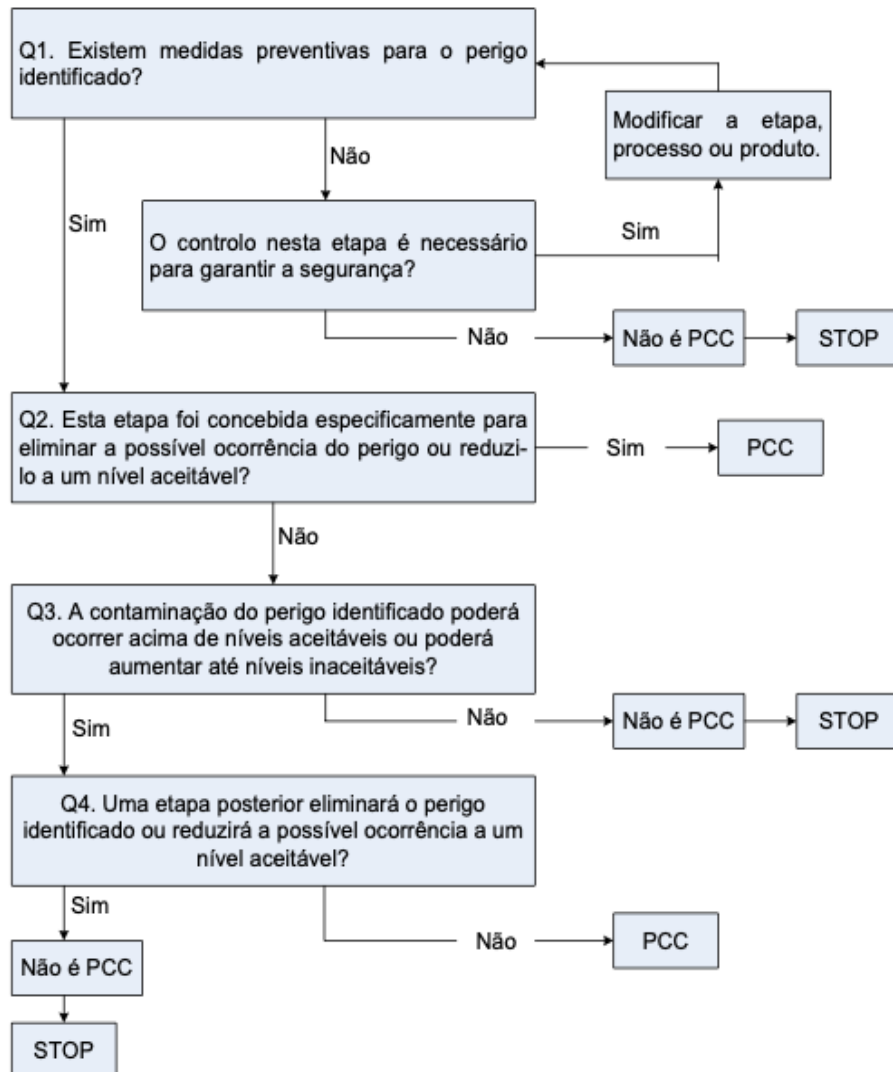 Q1. Existem medidas preventivas para o perigo
identificado?
Modificar a etapa,
processo ou produto.
Não
Sim
O controlo nesta etapa é necessário
para garantir a segurança?
Sim
Não
Não é PCC
STOP
Q2. Esta etapa foi concebida especificamente para
eliminar a possível ocorrência do perigo ou reduzi-
lo a um nível aceitável?
Sim
PCC
Não
Q3. A contaminação do perigo identificado poderá
ocorrer acima de níveis aceitáveis ou poderá
aumentar até níveis inaceitáveis?
Não
Não é PCC
STOP
Sim
Q4. Uma etapa posterior eliminará o perigo
identificado ou reduzirá a possível ocorrência a um
nível aceitável?
Sim
Não
PCC
Não é PCC
STOP